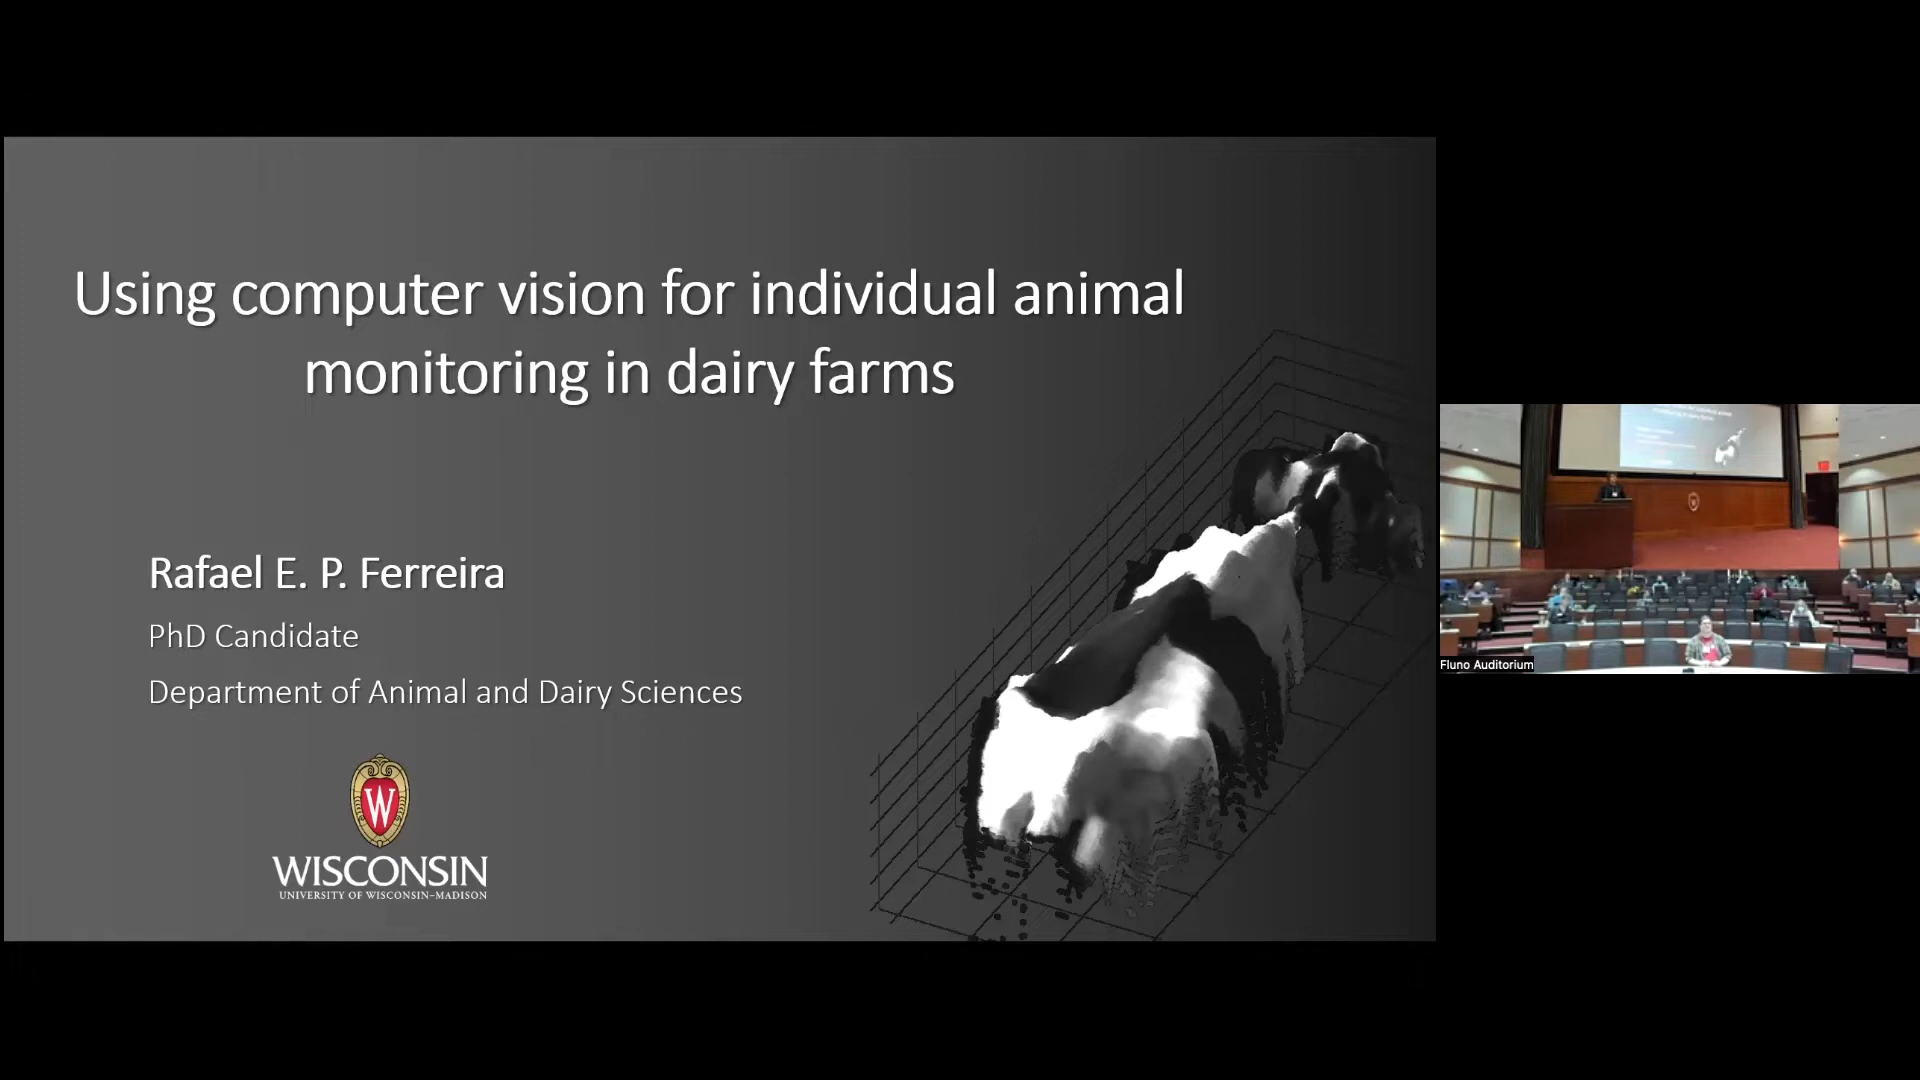 Using computer vision for individual animal
monitoring in dairy farms
Rafael E. P. Ferreira
PhD Candidate
Department of Animal and Dairy Sciences
W
WISCONSIN
UNIVERSITY OF WISCONSIN–MADISON
Fluno Auditorium